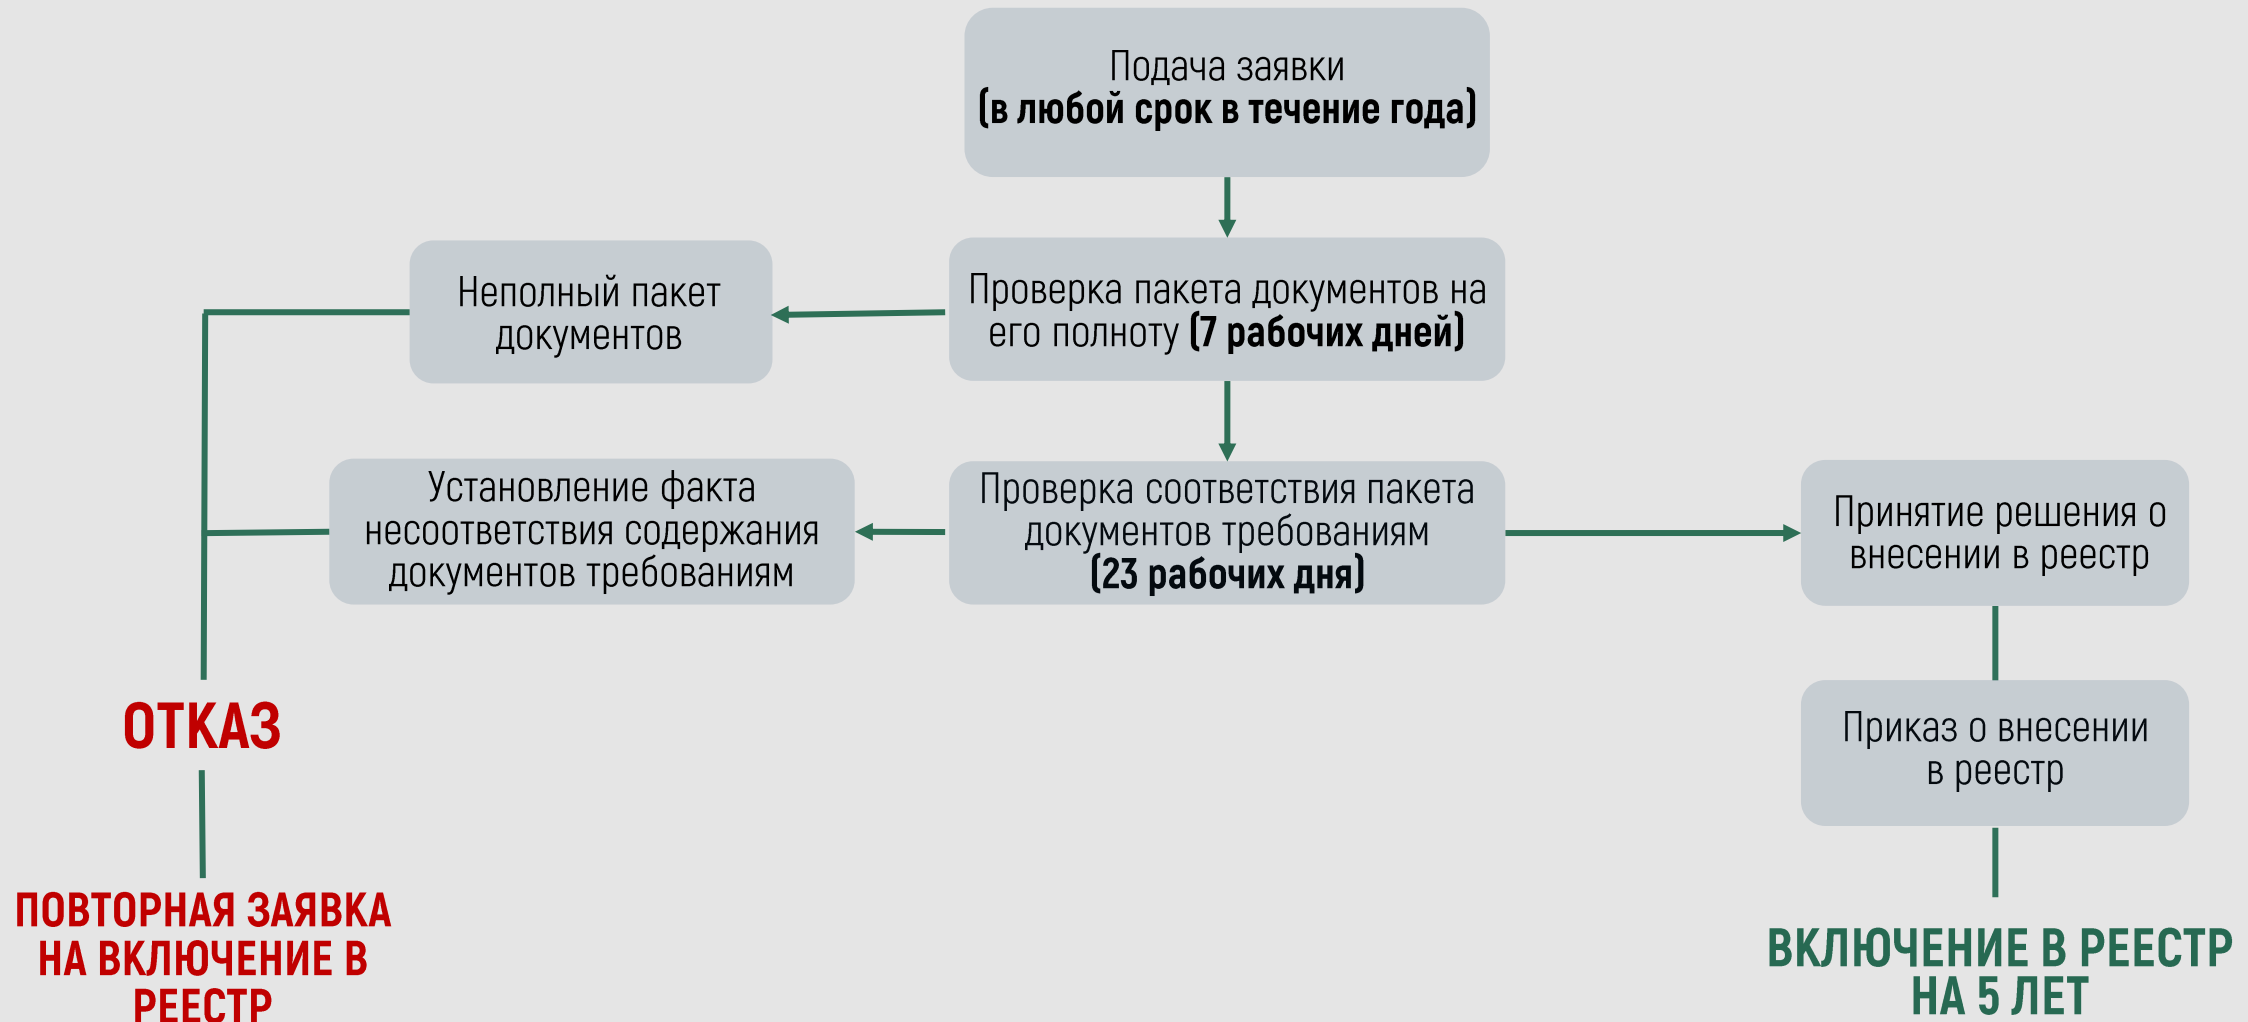 Подача заявки
(в любой срок в течение года)
Неполный пакет
документов
Проверка пакета документов на
его полноту (7 рабочих дней)
Установление факта
несоответствия содержания
документов требованиям
Проверка соответствия пакета
документов требованиям
(23 рабочих дня)
Принятие решения о
внесении в реестр
ОТКАЗ
Приказ о внесении
в реестр
ПОВТОРНАЯ ЗАЯВКА
НА ВКЛЮЧЕНИЕ В
РЕЕСТР
ВКЛЮЧЕНИЕ В РЕЕСТР
НА 5 ЛЕТ